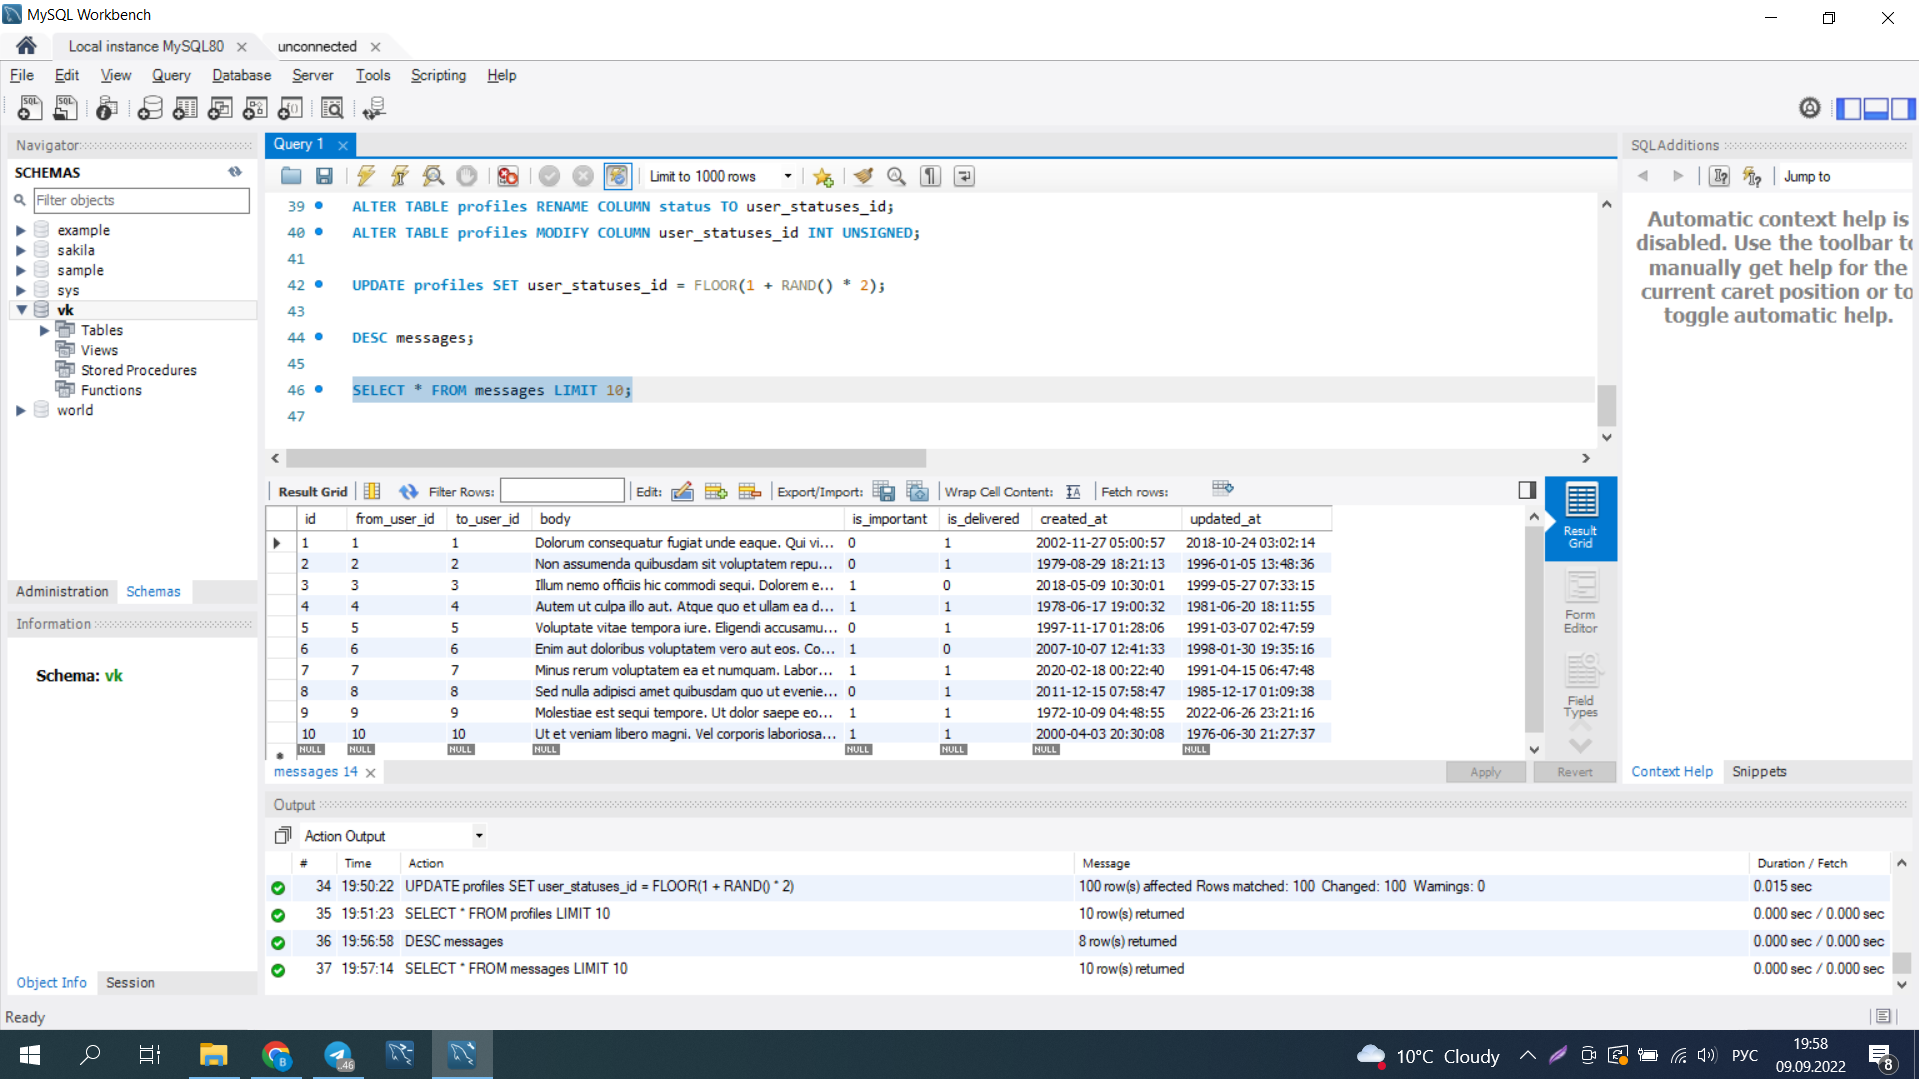 MySQL Workbench
Local instance MySQL80
unconnected
File Edit View Query Database Server Tools Scripting Help
Navigator
SCHEMAS
Filter objects
example
sakila
sample
sys
vk
Tables
Views
Stored Procedures
Functions
world
Administration Schemas
Information
Schema: vk
Object Info Session
Query 1
Limit to 1000 rows
39 ALTER TABLE profiles RENAME COLUMN status TO user_statuses_id;
40 ALTER TABLE profiles MODIFY COLUMN user_statuses_id INT UNSIGNED;
41
42 UPDATE profiles SET user_statuses_id = FLOOR(1 + RAND() * 2);
43
44 DESC messages;
45
46 SELECT * FROM messages LIMIT 10;
47
Result Grid Filter Rows: Edit: Export/Import: Wrap Cell Content: Fetch rows:
id from_user_id to_user_id body is_important is_delivered created_at updated_at
1 1 1 Dolorum consequatur fugiat unde eaque. Qui vi... 0 1 2002-11-27 05:00:57 2018-10-24 03:02:14
2 2 2 Non assumenda quibusdam sit voluptatem repu... 0 1 1979-08-29 18:21:13 1996-01-05 13:48:36
3 3 3 Illum nemo officiis hic commodi sequi. Dolorem e... 1 0 2018-05-09 10:30:01 1999-05-27 07:33:15
4 4 4 Autem ut culpa illo aut. Atque quo et ullam ea d... 1 1 1978-06-17 19:00:32 1981-06-20 18:11:55
5 5 5 Voluptate vitae tempora iure. Eligendi accusamu... 0 1 1997-11-17 01:28:06 1991-03-07 02:47:59
6 6 6 Enim aut doloribus voluptatem vero aut eos. Co... 1 0 2007-10-07 12:41:33 1998-01-30 19:35:16
7 7 7 Minus rerum voluptatem ea et numquam. Labor... 1 1 2020-02-18 00:22:40 1991-04-15 06:47:48
8 8 8 Sed nulla adipisci amet quibusdam quo ut evenie... 0 1 2011-12-15 07:58:47 1985-12-17 01:09:38
9 9 9 Molestiae est sequi tempore. Ut dolor saepe eo... 1 1 1972-10-09 04:48:55 2022-06-26 23:21:16
10 10 10 Ut et veniam libero magni. Vel corporis laboriosa... 1 1 2000-04-03 20:30:08 1976-06-30 21:27:37
NULL NULL NULL NULL NULL NULL NULL NULL
Result Grid
Form Editor
Field Types
messages 14
Apply Revert
SQLAdditions
Jump to
Automatic context help is
disabled. Use the toolbar to
manually get help for the
current caret position or to
toggle automatic help.
Context Help Snippets
Output
Action Output
# Time Action Message Duration / Fetch
34 19:50:22 UPDATE profiles SET user_statuses_id = FLOOR(1 + RAND() * 2) 100 row(s) affected Rows matched: 100 Changed: 100 Warnings: 0 0.015 sec
35 19:51:23 SELECT * FROM profiles LIMIT 10 10 row(s) returned 0.000 sec / 0.000 sec
36 19:56:58 DESC messages 8 row(s) returned 0.000 sec / 0.000 sec
37 19:57:14 SELECT * FROM messages LIMIT 10 10 row(s) returned 0.000 sec / 0.000 sec
Ready
10°C Cloudy
РУС
19:58
09.09.2022
8